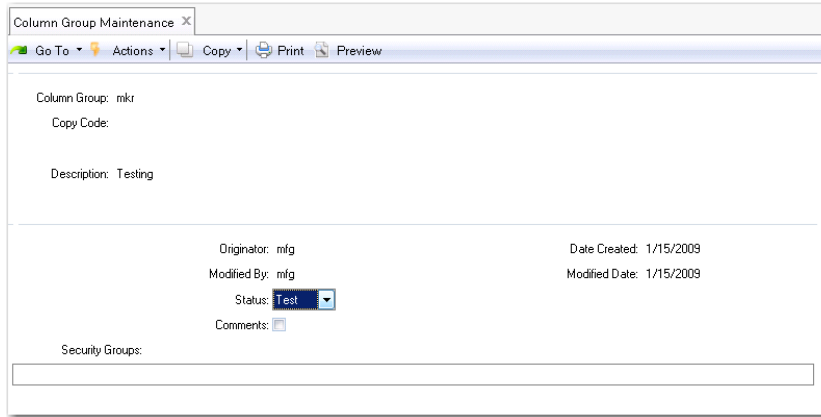 Column Group Maintenance X
Go To Actions Copy Print Preview
Column Group: mkr
Copy Code:
Description: Testing
Originator: mfg Date Created: 1/15/2009
Modified By: mfg Modified Date: 1/15/2009
Status: Test
Comments:
Security Groups: